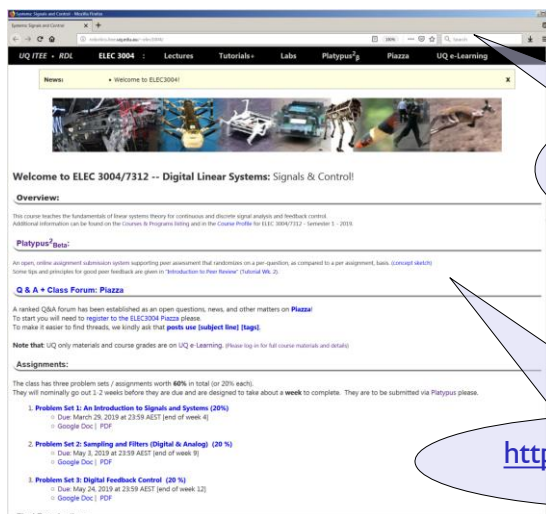 Systems: Signals and Control - Mozilla Firefox
Systems: Signals and Control
Search
UQ ITEE • RDL ELEC 3004 : Lectures Tutorials+ Labs Platypus²β Piazza UQ e-Learning
News: • Welcome to ELEC3004! x
Welcome to ELEC 3004/7312 -- Digital Linear Systems: Signals & Control!
Overview:
This course teaches the fundamentals of linear systems theory for continuous and discrete signal analysis and feedback control.
Additional information can be found on the Courses & Programs listing and in the Course Profile for ELEC 3004/7312 - Semester 1 - 2019.
Platypus²Beta:
An open, online assignment submission system supporting peer assessment that randomizes on a per-question, as compared to a per assignment, basis. (concept sketch)
Some tips and principles for good peer feedback are given in "Introduction to Peer Review" (Tutorial Wk. 2).
Q & A + Class Forum: Piazza
A ranked Q&A forum has been established as an open questions, news, and other matters on Piazza!
To start you will need to register to the ELEC3004 Piazza please.
To make it easier to find threads, we kindly ask that posts use [subject line] [tags].
Note that: UQ only materials and course grades are on UQ e-Learning. (Please log-in for full course materials and details)
Assignments:
The class has three problem sets / assignments worth 60% in total (or 20% each).
They will nominally go out 1-2 weeks before they are due and are designed to take about a week to complete. They are to be submitted via Platypus please.
1. Problem Set 1: An Introduction to Signals and Systems (20%)
○ Due: March 29, 2019 at 23:59 AEST [end of week 4]
○ Google Doc | PDF
2. Problem Set 2: Sampling and Filters (Digital & Analog) (20 %)
○ Due: May 3, 2019 at 23:59 AEST [end of week 9]
○ Google Doc | PDF
3. Problem Set 3: Digital Feedback Control (20 %)
○ Due: May 24, 2019 at 23:59 AEST [end of week 12]
○ Google Doc | PDF
http